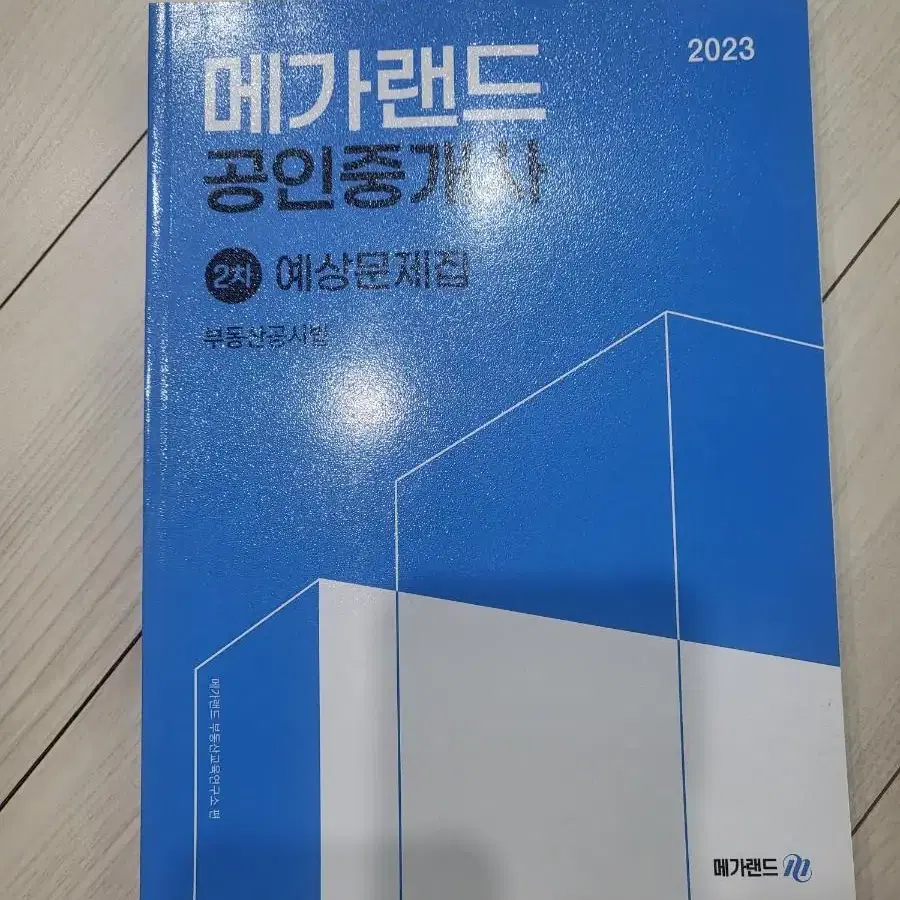 메가랜드
2023
공인중개사
2차 예상문제집
부동산공시법
메가랜드 부동산교육연구소 편
메가랜드